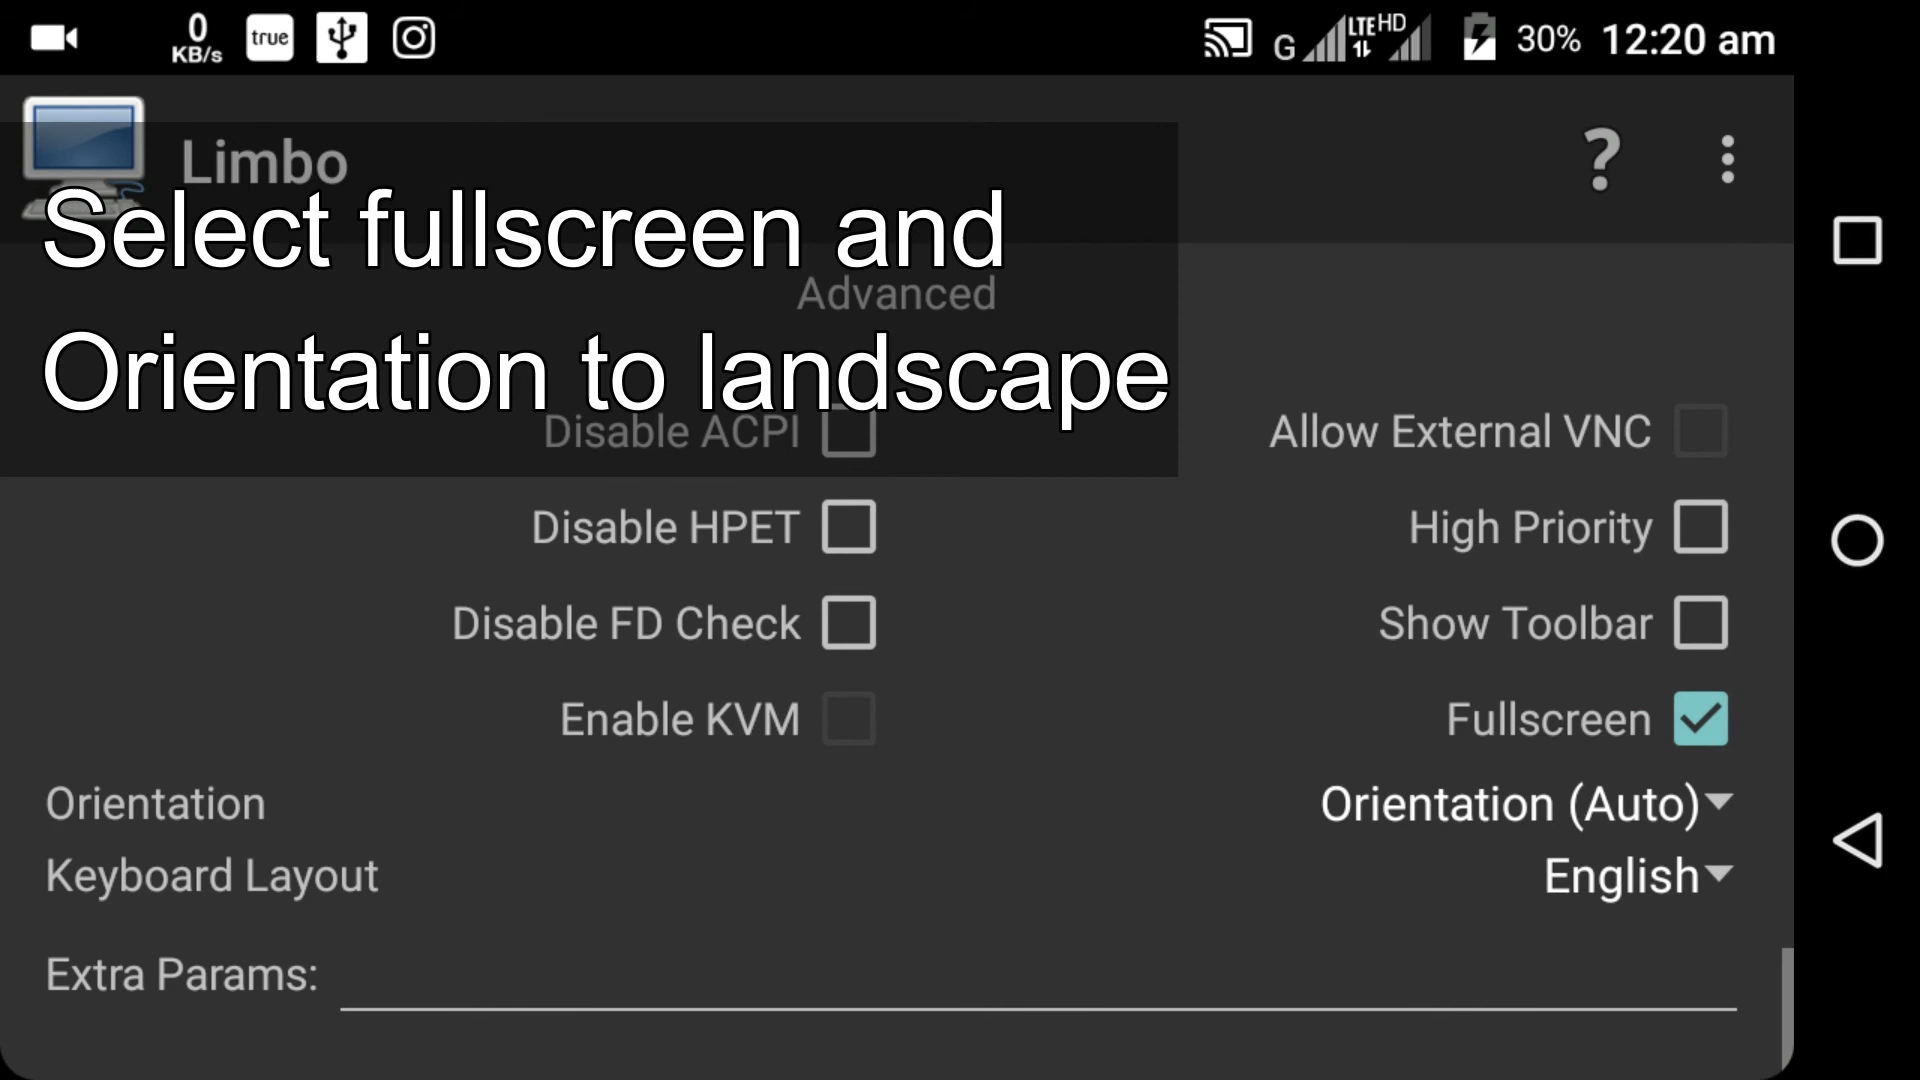 0
KB/s
true
G
LTE HD
30% 12:20 am
Limbo
?
Select fullscreen and
Advanced
Orientation to landscape
Disable ACPI
Allow External VNC
Disable HPET
High Priority
Disable FD Check
Show Toolbar
Enable KVM
Fullscreen
Orientation
Orientation (Auto)
Keyboard Layout
English
Extra Params: